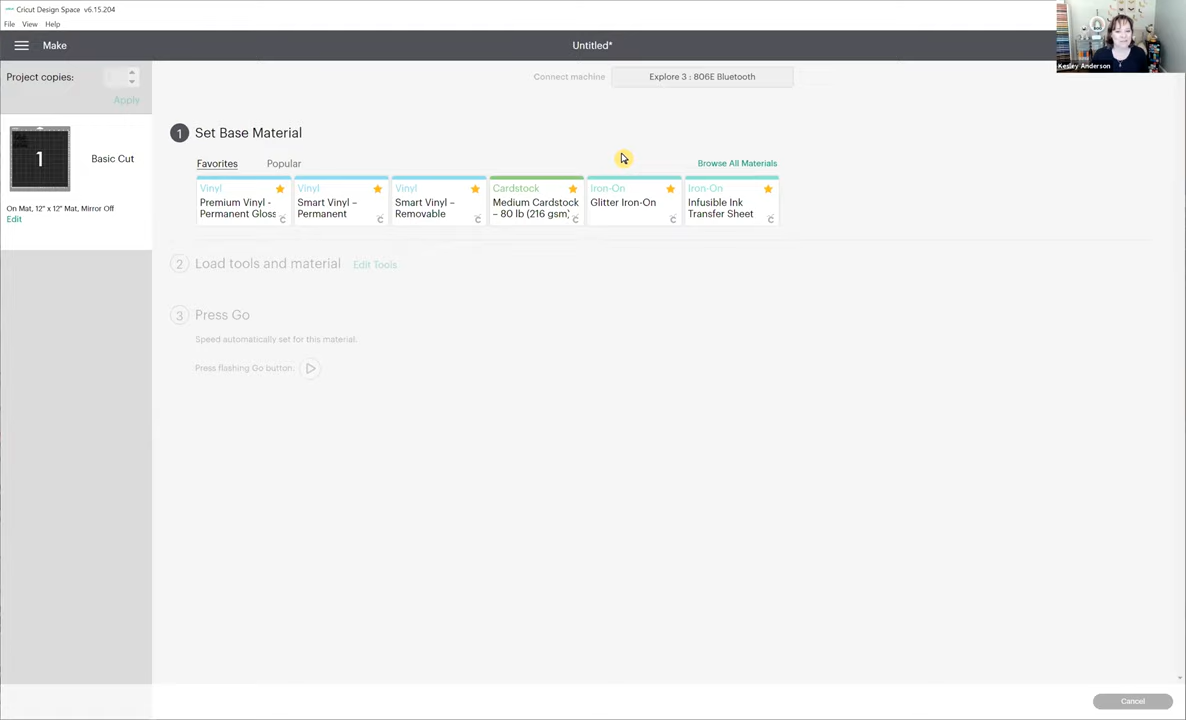 Cricut Design Space v6.15.204
File View Help
Make
Untitled*
Kesley Anderson
Project copies:
Apply
1
Basic Cut
On Mat, 12" x 12" Mat, Mirror Off
Edit
Connect machine
Explore 3 : 806E Bluetooth
1 Set Base Material
Favorites Popular Browse All Materials
Vinyl
Premium Vinyl -
Permanent Gloss
C
Vinyl
Smart Vinyl –
Permanent
C
Vinyl
Smart Vinyl –
Removable
C
Cardstock
Medium Cardstock
– 80 lb (216 gsm)
C
Iron-On
Glitter Iron-On
C
Iron-On
Infusible Ink
Transfer Sheet
C
2 Load tools and material Edit Tools
3 Press Go
Speed automatically set for this material.
Press flashing Go button:
Cancel